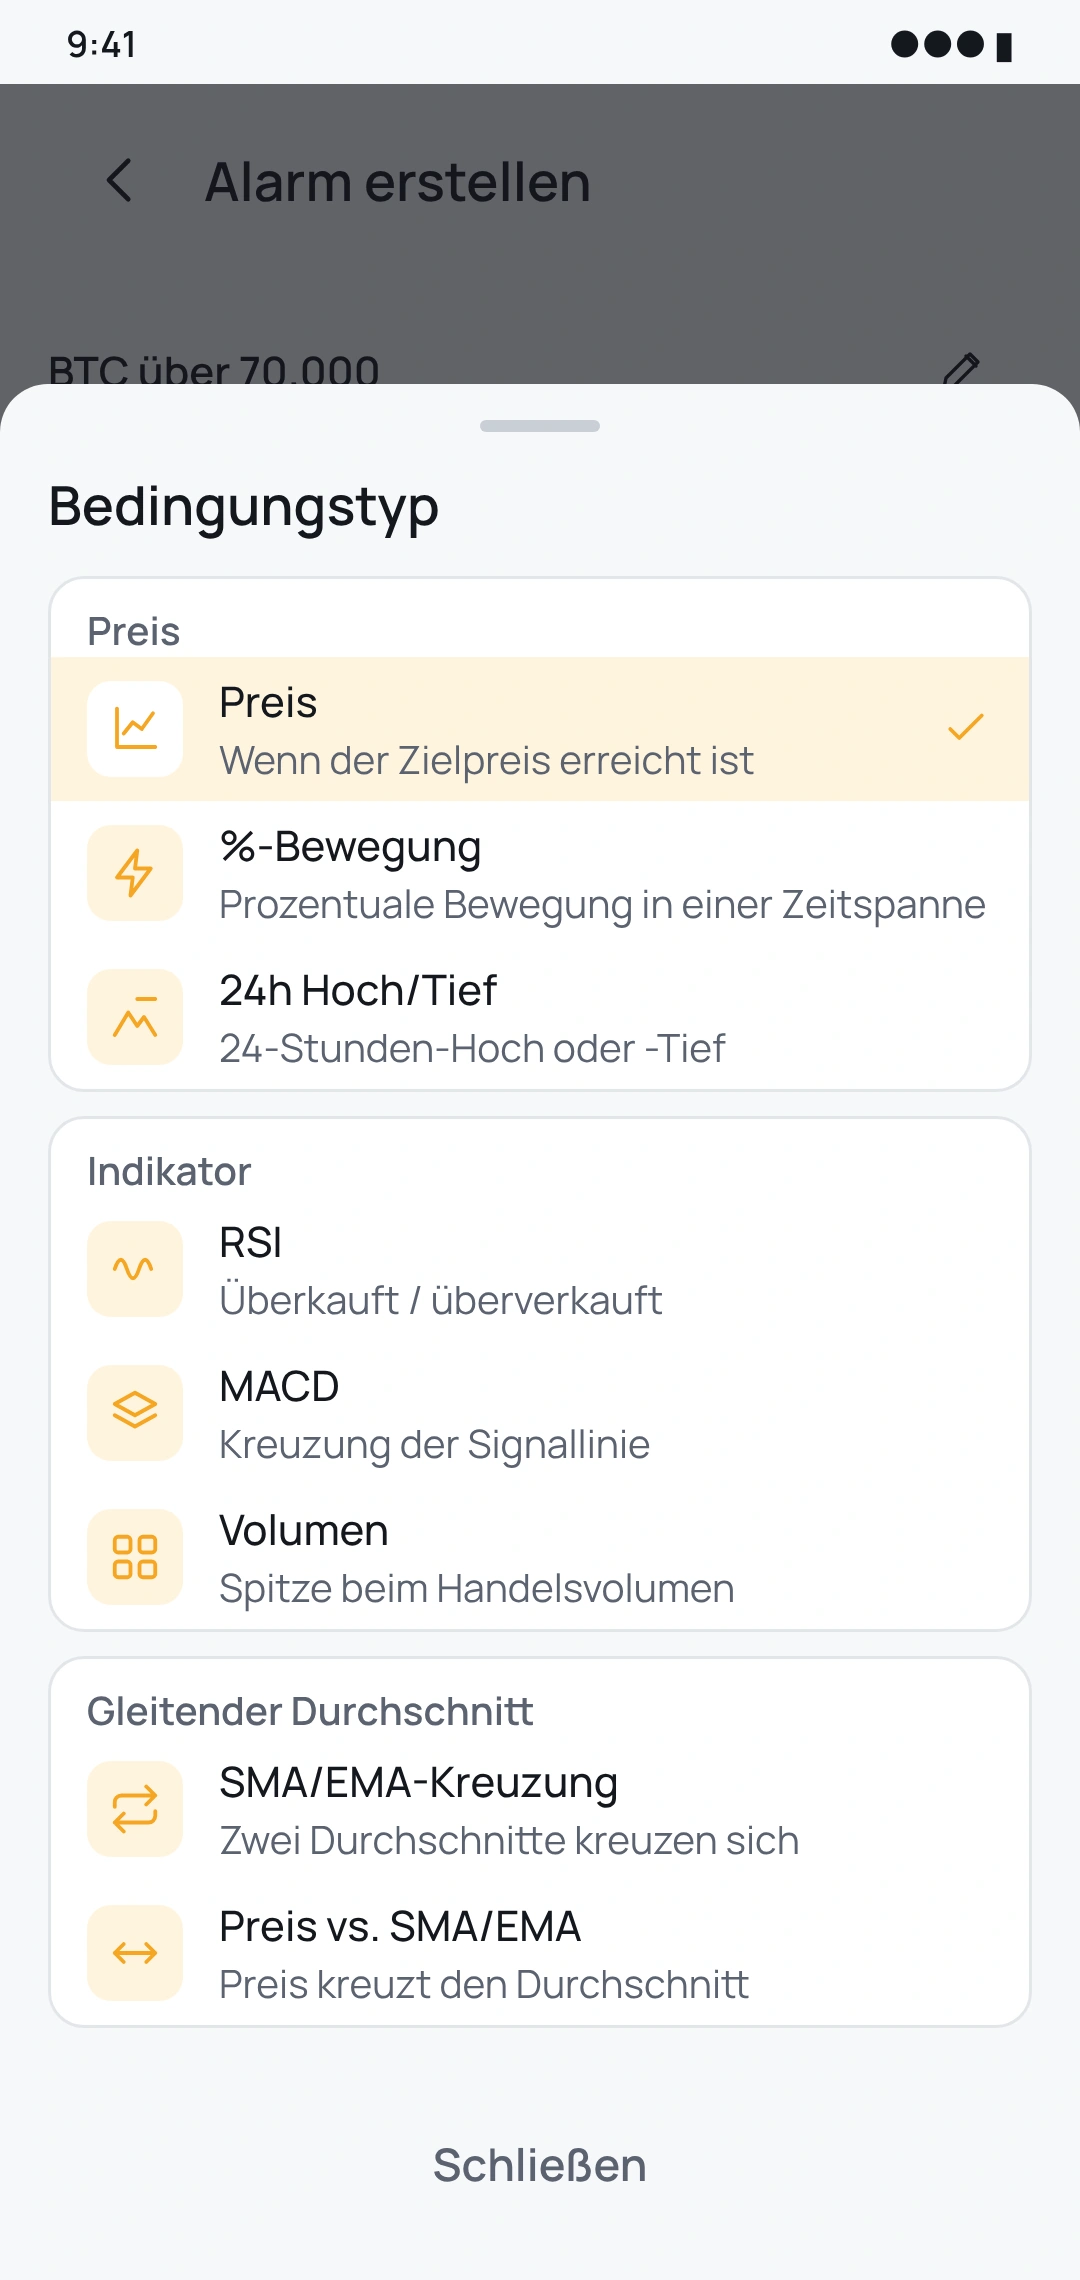 9:41
Alarm erstellen
BTC über 70.000
Bedingungstyp
Preis
Preis
Wenn der Zielpreis erreicht ist
%-Bewegung
Prozentuale Bewegung in einer Zeitspanne
24h Hoch/Tief
24-Stunden-Hoch oder -Tief
Indikator
RSI
Überkauft / überverkauft
MACD
Kreuzung der Signallinie
Volumen
Spitze beim Handelsvolumen
Gleitender Durchschnitt
SMA/EMA-Kreuzung
Zwei Durchschnitte kreuzen sich
Preis vs. SMA/EMA
Preis kreuzt den Durchschnitt
Schließen